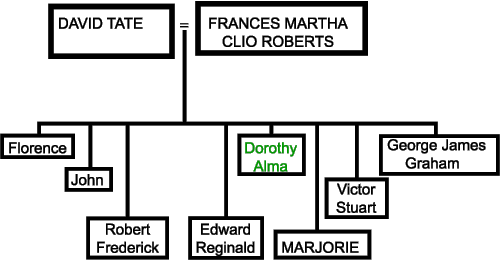 DAVID TATE
=
FRANCES MARTHA
CLIO ROBERTS
Florence
John
Robert
Frederick
Edward
Reginald
Dorothy
Alma
MARJORIE
Victor
Stuart
George James
Graham